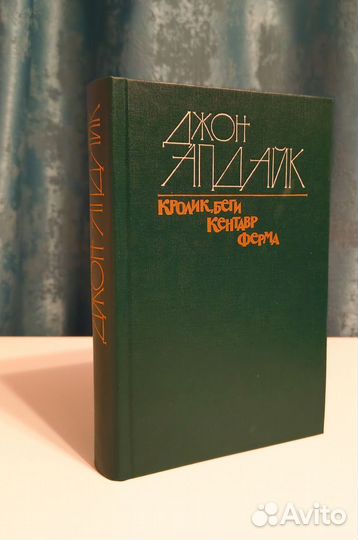 ДЖОН
АПДАЙК
КРОЛИК, БЕГИ
КЕНТАВР
ФЕРМА
ДЖОН АПДАЙК
Avito